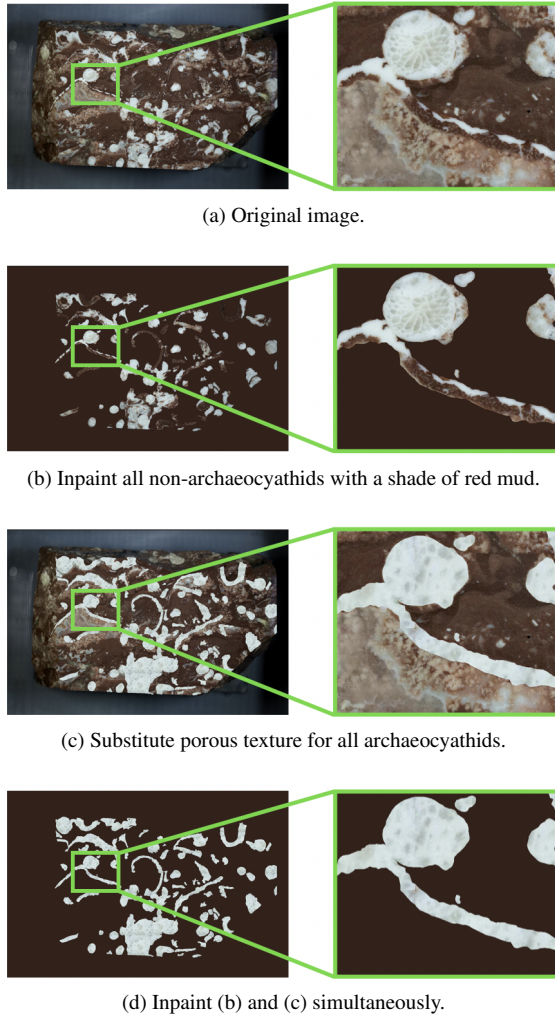 (a) Original image.
(b) Inpaint all non-archaeocyathids with a shade of red mud.
(c) Substitute porous texture for all archaeocyathids.
(d) Inpaint (b) and (c) simultaneously.